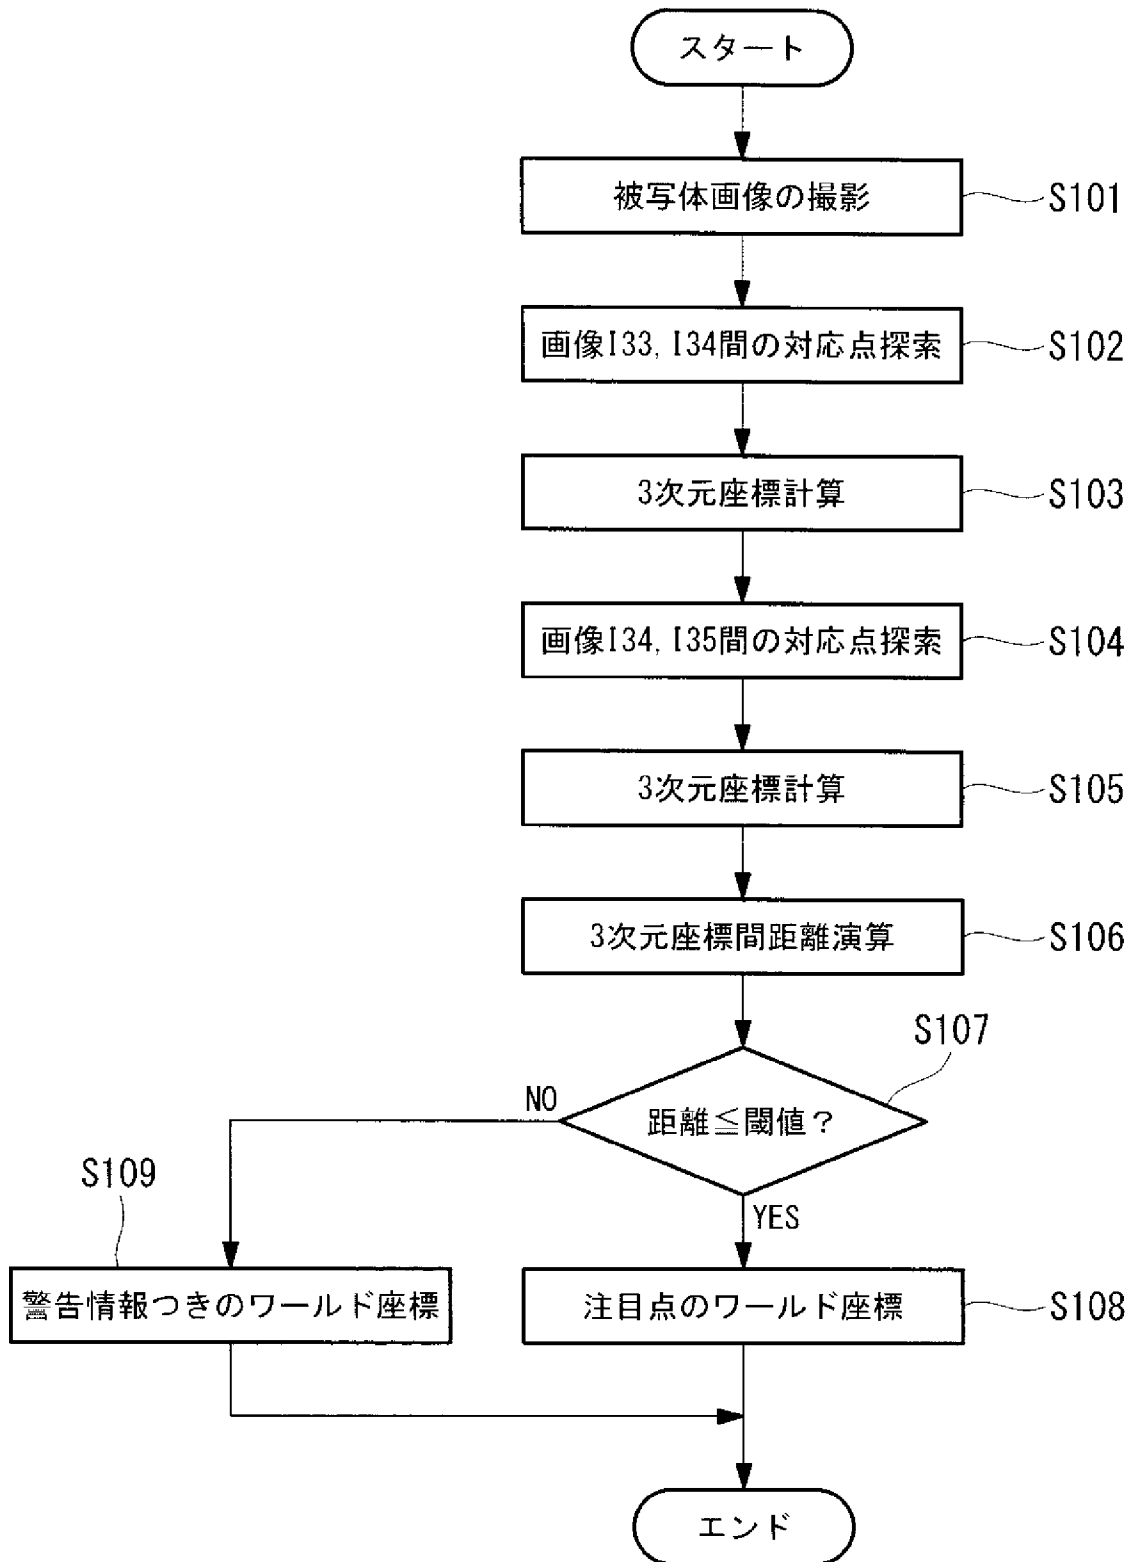 スタート
被写体画像の撮影
S101
画像I33, I34間の対応点探索
S102
3次元座標計算
S103
画像I34, I35間の対応点探索
S104
3次元座標計算
S105
3次元座標間距離演算
S106
S107
距離≦閾値？
NO
YES
S109
警告情報つきのワールド座標
注目点のワールド座標
S108
エンド